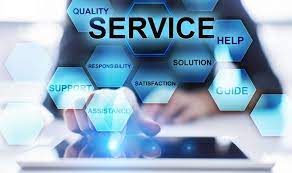 QUALITY
SERVICE
HELP
RESPONSIBILITY
SOLUTION
SUPPORT
SATISFACTION
GUIDE
ASSISTANCE